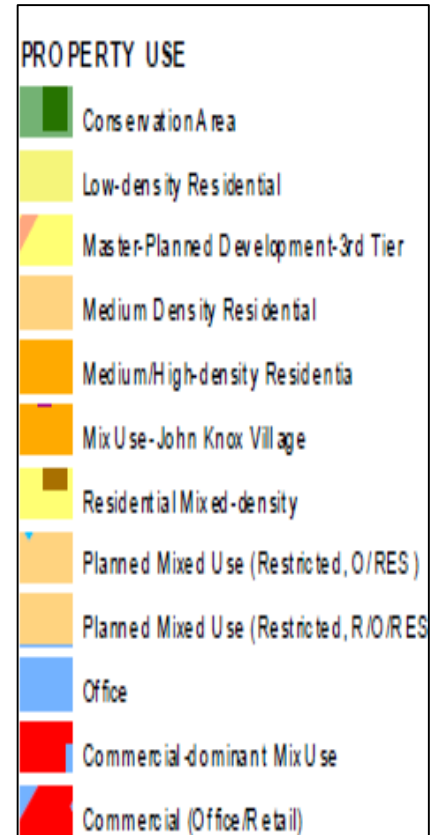 PROPERTY USE
Conservation Area
Low-density Residential
Master-Planned Development-3rd Tier
Medium Density Residential
Medium/High-density Residentia
Mix Use-John Knox Village
Residential Mixed-density
Planned Mixed Use (Restricted, O/RES )
Planned Mixed Use (Restricted, R/O/RES
Office
Commercial-dominant Mix Use
Commercial (Office/Retail)